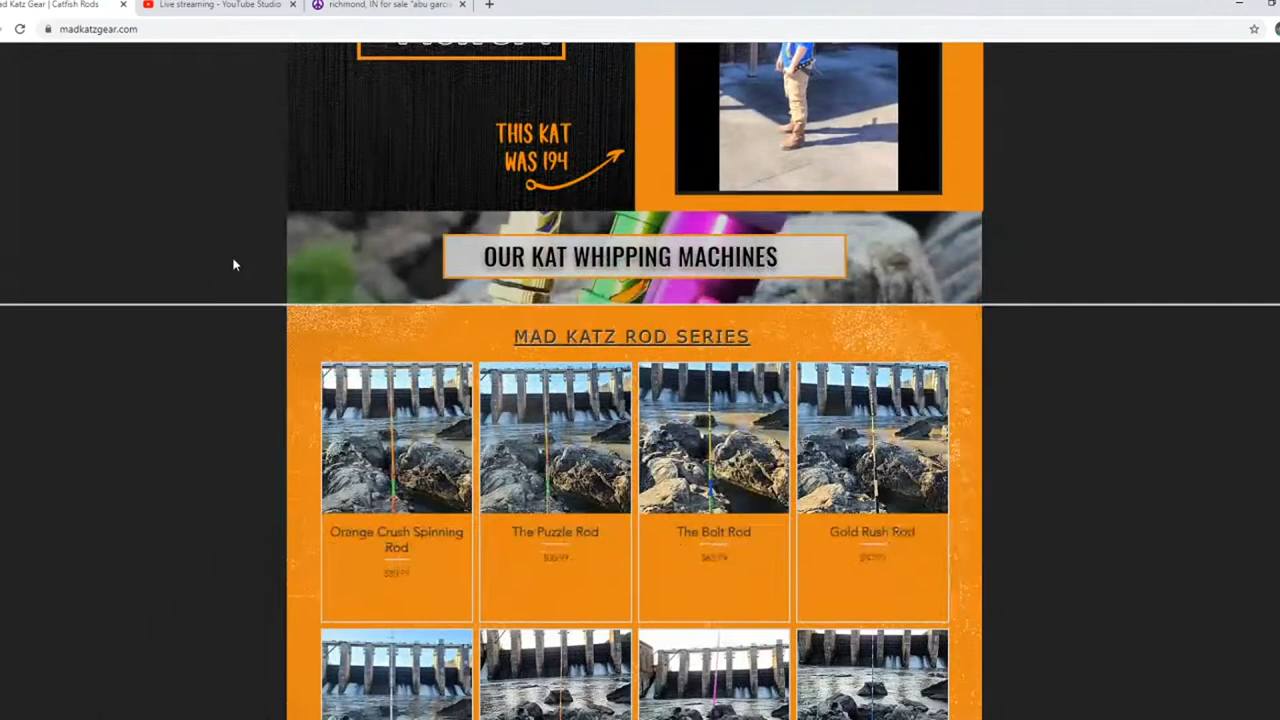 ad Katz Gear | Catfish Rods
Live streaming - YouTube Studio
richmond, IN for sale "abu garci
madkatzgear.com
THIS KAT
WAS 194
OUR KAT WHIPPING MACHINES
MAD KATZ ROD SERIES
Orange Crush Spinning
Rod
The Puzzle Rod
The Bolt Rod
Gold Rush Rod